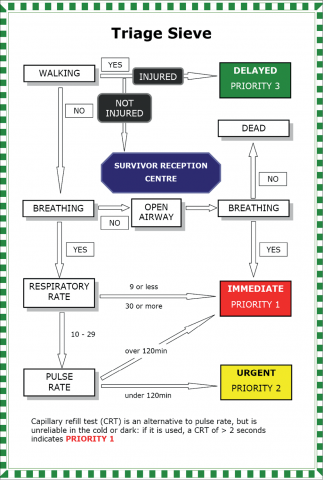 Triage Sieve
WALKING
YES
INJURED
DELAYED
PRIORITY 3
NO
NOT
INJURED
DEAD
SURVIVOR RECEPTION
CENTRE
NO
BREATHING
NO
OPEN
AIRWAY
BREATHING
YES
YES
RESPIRATORY
RATE
9 or less
30 or more
IMMEDIATE
PRIORITY 1
10 - 29
over 120min
PULSE
RATE
under 120min
URGENT
PRIORITY 2
Capillary refill test (CRT) is an alternative to pulse rate, but is
unreliable in the cold or dark: if it is used, a CRT of > 2 seconds
indicates PRIORITY 1